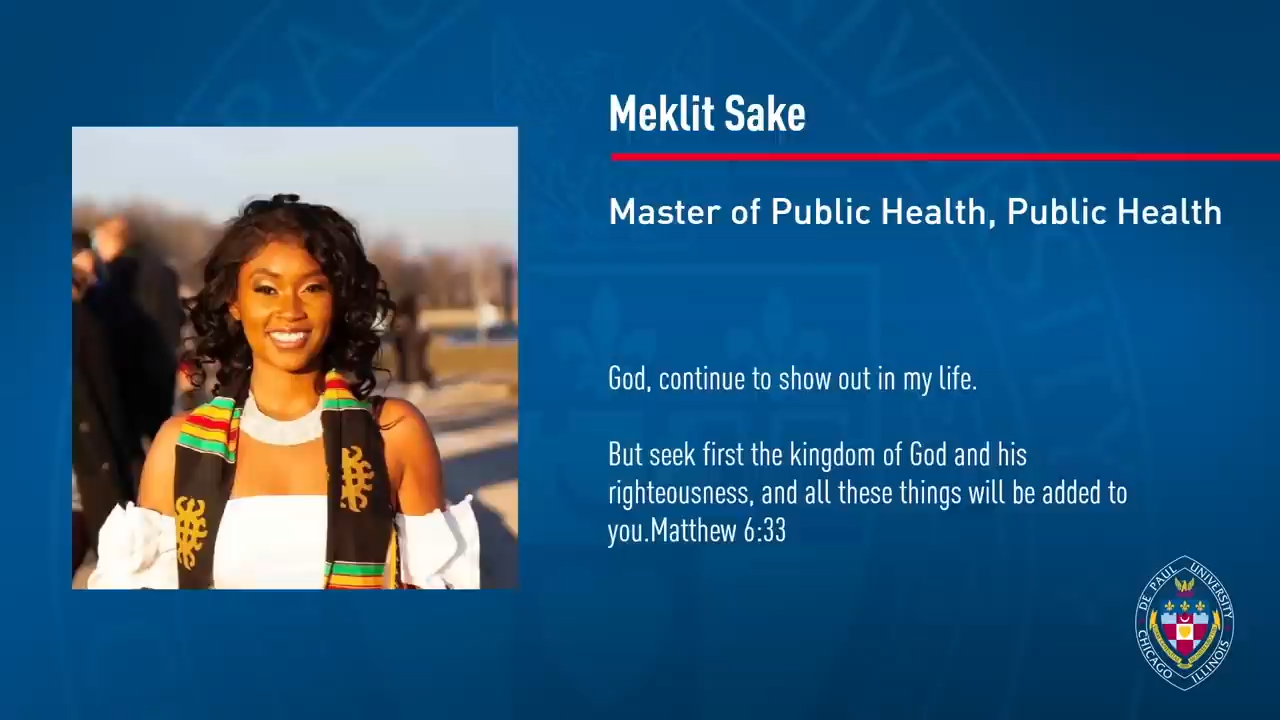 Meklit Sake
Master of Public Health, Public Health
God, continue to show out in my life.
But seek first the kingdom of God and his
righteousness, and all these things will be added to
you.Matthew 6:33
DE PAUL UNIVERSITY
CHICAGO ILLINOIS